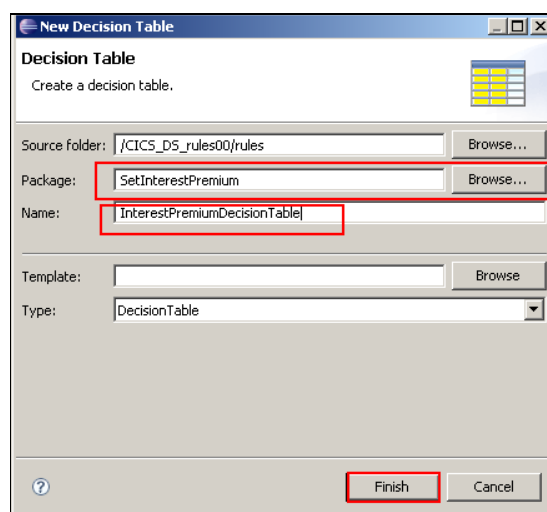 New Decision Table
Decision Table
Create a decision table.
Source folder: /CICS_DS_rules00/rules Browse...
Package: SetInterestPremium Browse...
Name: InterestPremiumDecisionTable
Template: Browse
Type: DecisionTable
? Finish Cancel